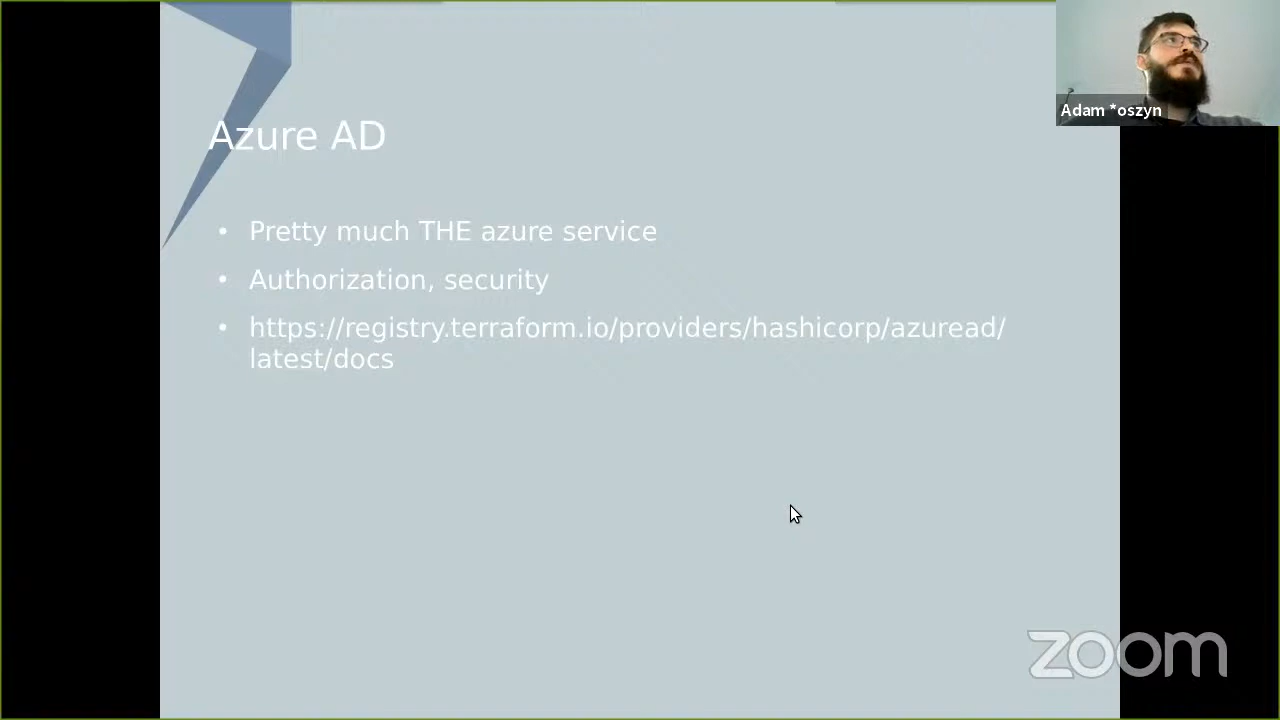 Adam *oszyn
Azure AD
• Pretty much THE azure service
• Authorization, security
• https://registry.terraform.io/providers/hashicorp/azuread/
latest/docs
zoom